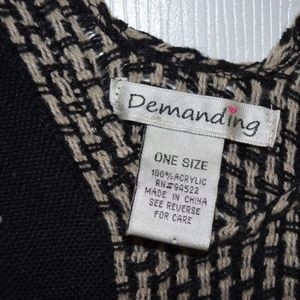 Demanding
ONE SIZE
100% ACRYLIC
RN#94522
MADE IN CHINA
SEE REVERSE
FOR CARE